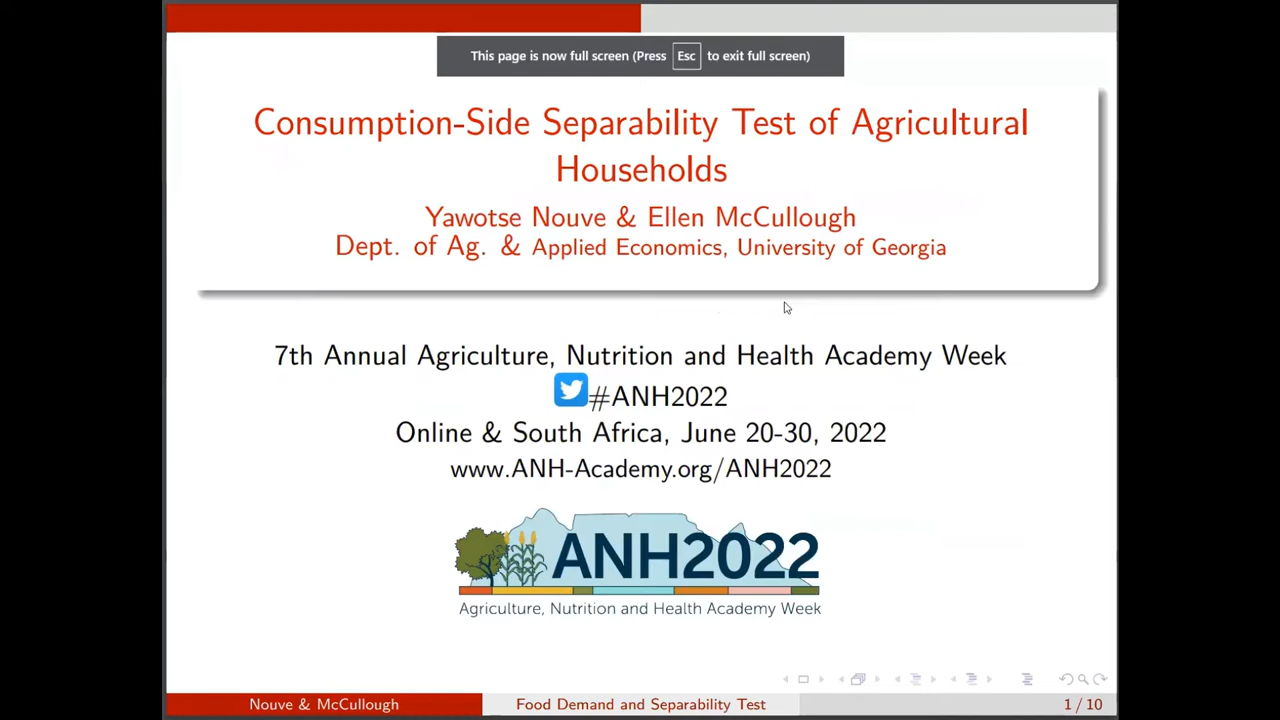 This page is now full screen (Press Esc to exit full screen)
Consumption-Side Separability Test of Agricultural
Households
Yawotse Nouve & Ellen McCullough
Dept. of Ag. & Applied Economics, University of Georgia
7th Annual Agriculture, Nutrition and Health Academy Week
#ANH2022
Online & South Africa, June 20-30, 2022
www.ANH-Academy.org/ANH2022
ANH2022
Agriculture, Nutrition and Health Academy Week
Nouve & McCullough
Food Demand and Separability Test
1 / 10